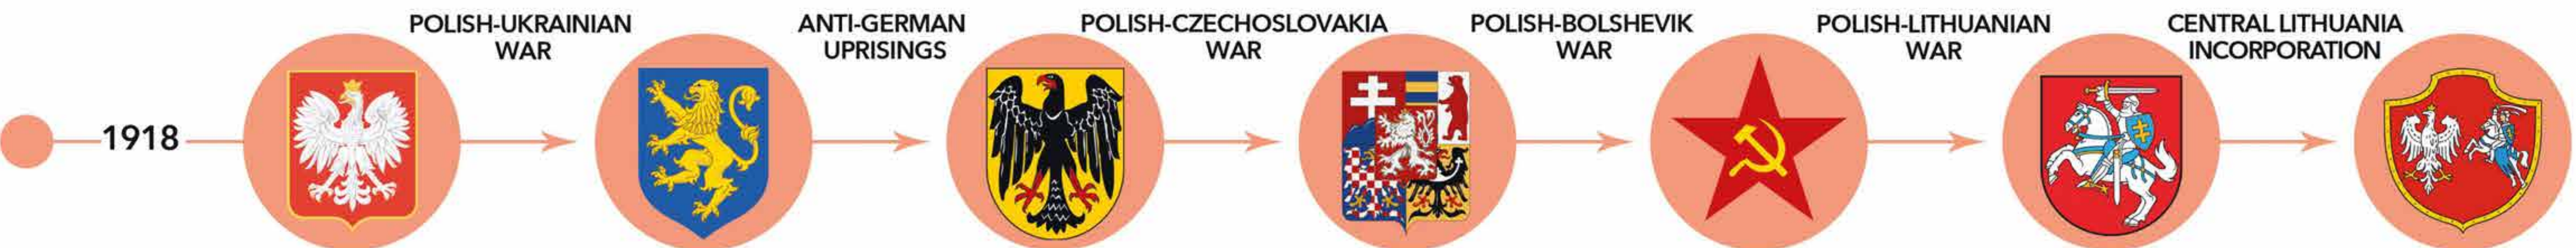 1918
POLISH-UKRAINIAN
WAR
ANTI-GERMAN
UPRISINGS
POLISH-CZECHOSLOVAKIA
WAR
POLISH-BOLSHEVIK
WAR
POLISH-LITHUANIAN
WAR
CENTRAL LITHUANIA
INCORPORATION